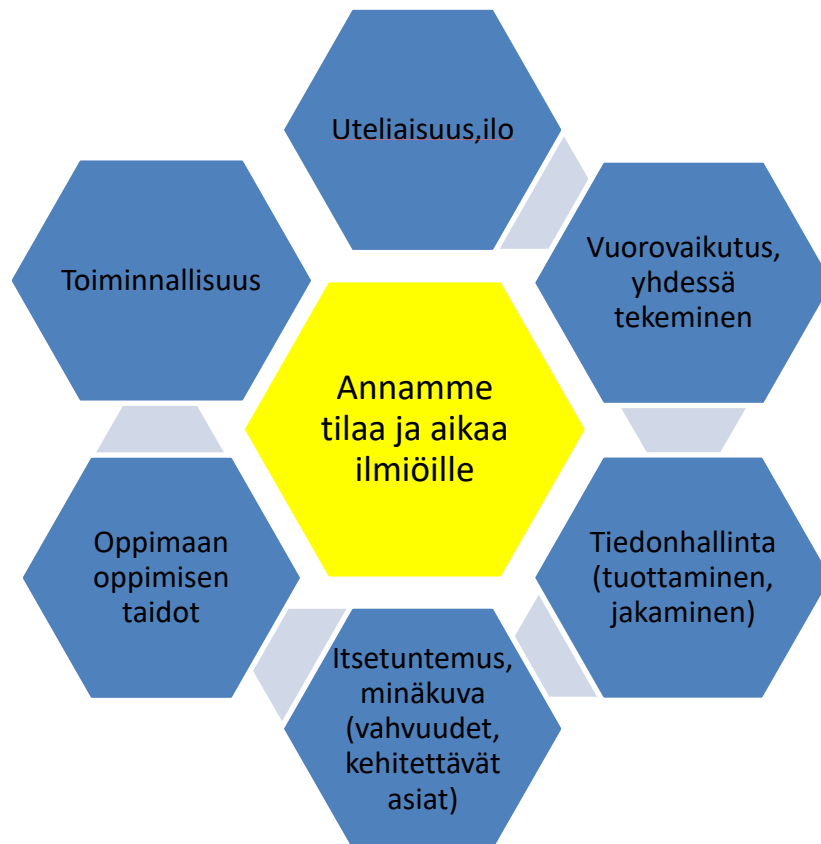 Uteliaisuus,ilo
Vuorovaikutus,
yhdessä
tekeminen
Tiedonhallinta
(tuottaminen,
jakaminen)
Itsetuntemus,
minäkuva
(vahvuudet,
kehitettävät
asiat)
Oppimaan
oppimisen
taidot
Toiminnallisuus
Annamme
tilaa ja aikaa
ilmiöille